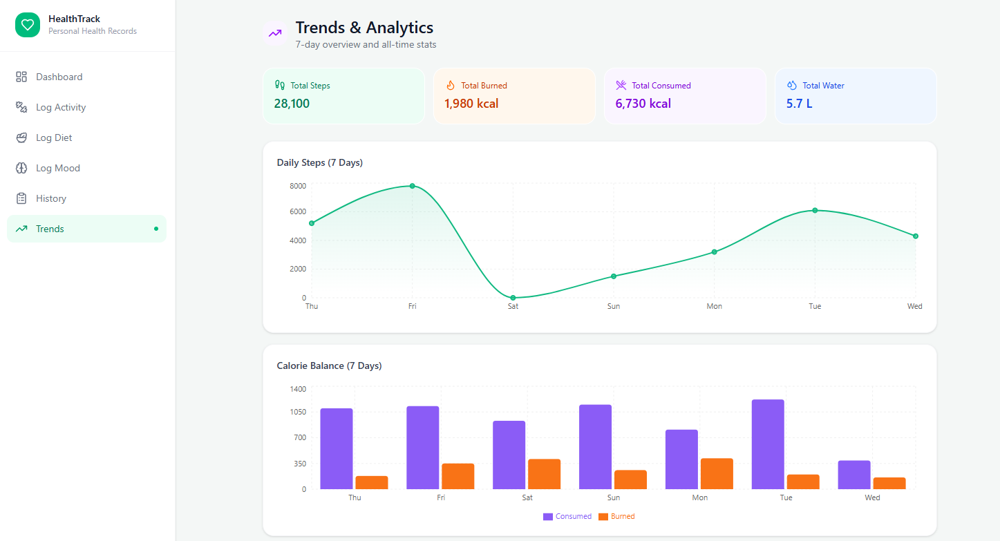 HealthTrack
Personal Health Records
Dashboard
Log Activity
Log Diet
Log Mood
History
Trends
Trends & Analytics
7-day overview and all-time stats
Total Steps
28,100
Total Burned
1,980 kcal
Total Consumed
6,730 kcal
Total Water
5.7 L
Daily Steps (7 Days)
8000
6000
4000
2000
0
Thu Fri Sat Sun Mon Tue Wed
Calorie Balance (7 Days)
1400
1050
700
350
0
Thu Fri Sat Sun Mon Tue Wed
Consumed Burned